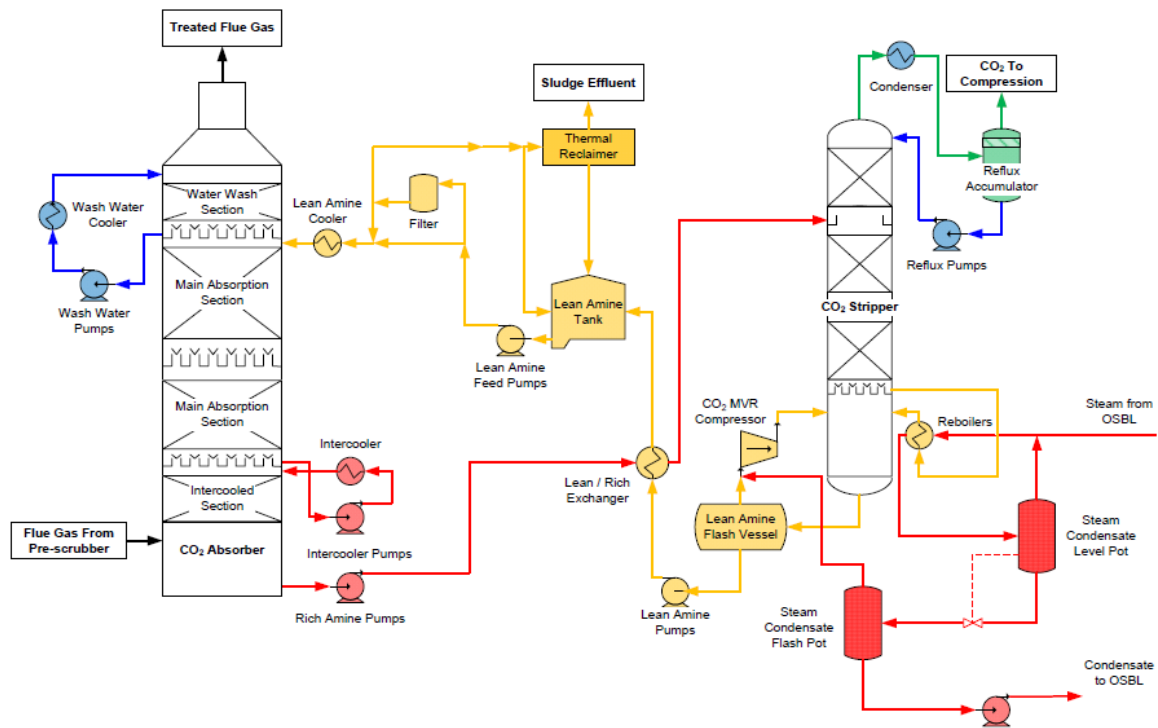 Treated Flue Gas
Water Wash
Section
Wash Water
Cooler
Wash Water
Pumps
Main Absorption
Section
Main Absorption
Section
Intercooled
Section
CO₂ Absorber
Flue Gas From
Pre-scrubber
Intercooler
Intercooler Pumps
Rich Amine Pumps
Lean Amine
Cooler
Filter
Sludge Effluent
Thermal
Reclaimer
Lean Amine
Tank
Lean Amine
Feed Pumps
Lean / Rich
Exchanger
Lean Amine
Pumps
CO₂ MVR
Compressor
Lean Amine
Flash Vessel
Condenser
CO₂ To
Compression
Reflux
Accumulator
Reflux Pumps
CO₂ Stripper
Reboilers
Steam from
OSBL
Steam
Condensate
Level Pot
Steam
Condensate
Flash Pot
Condensate
to OSBL